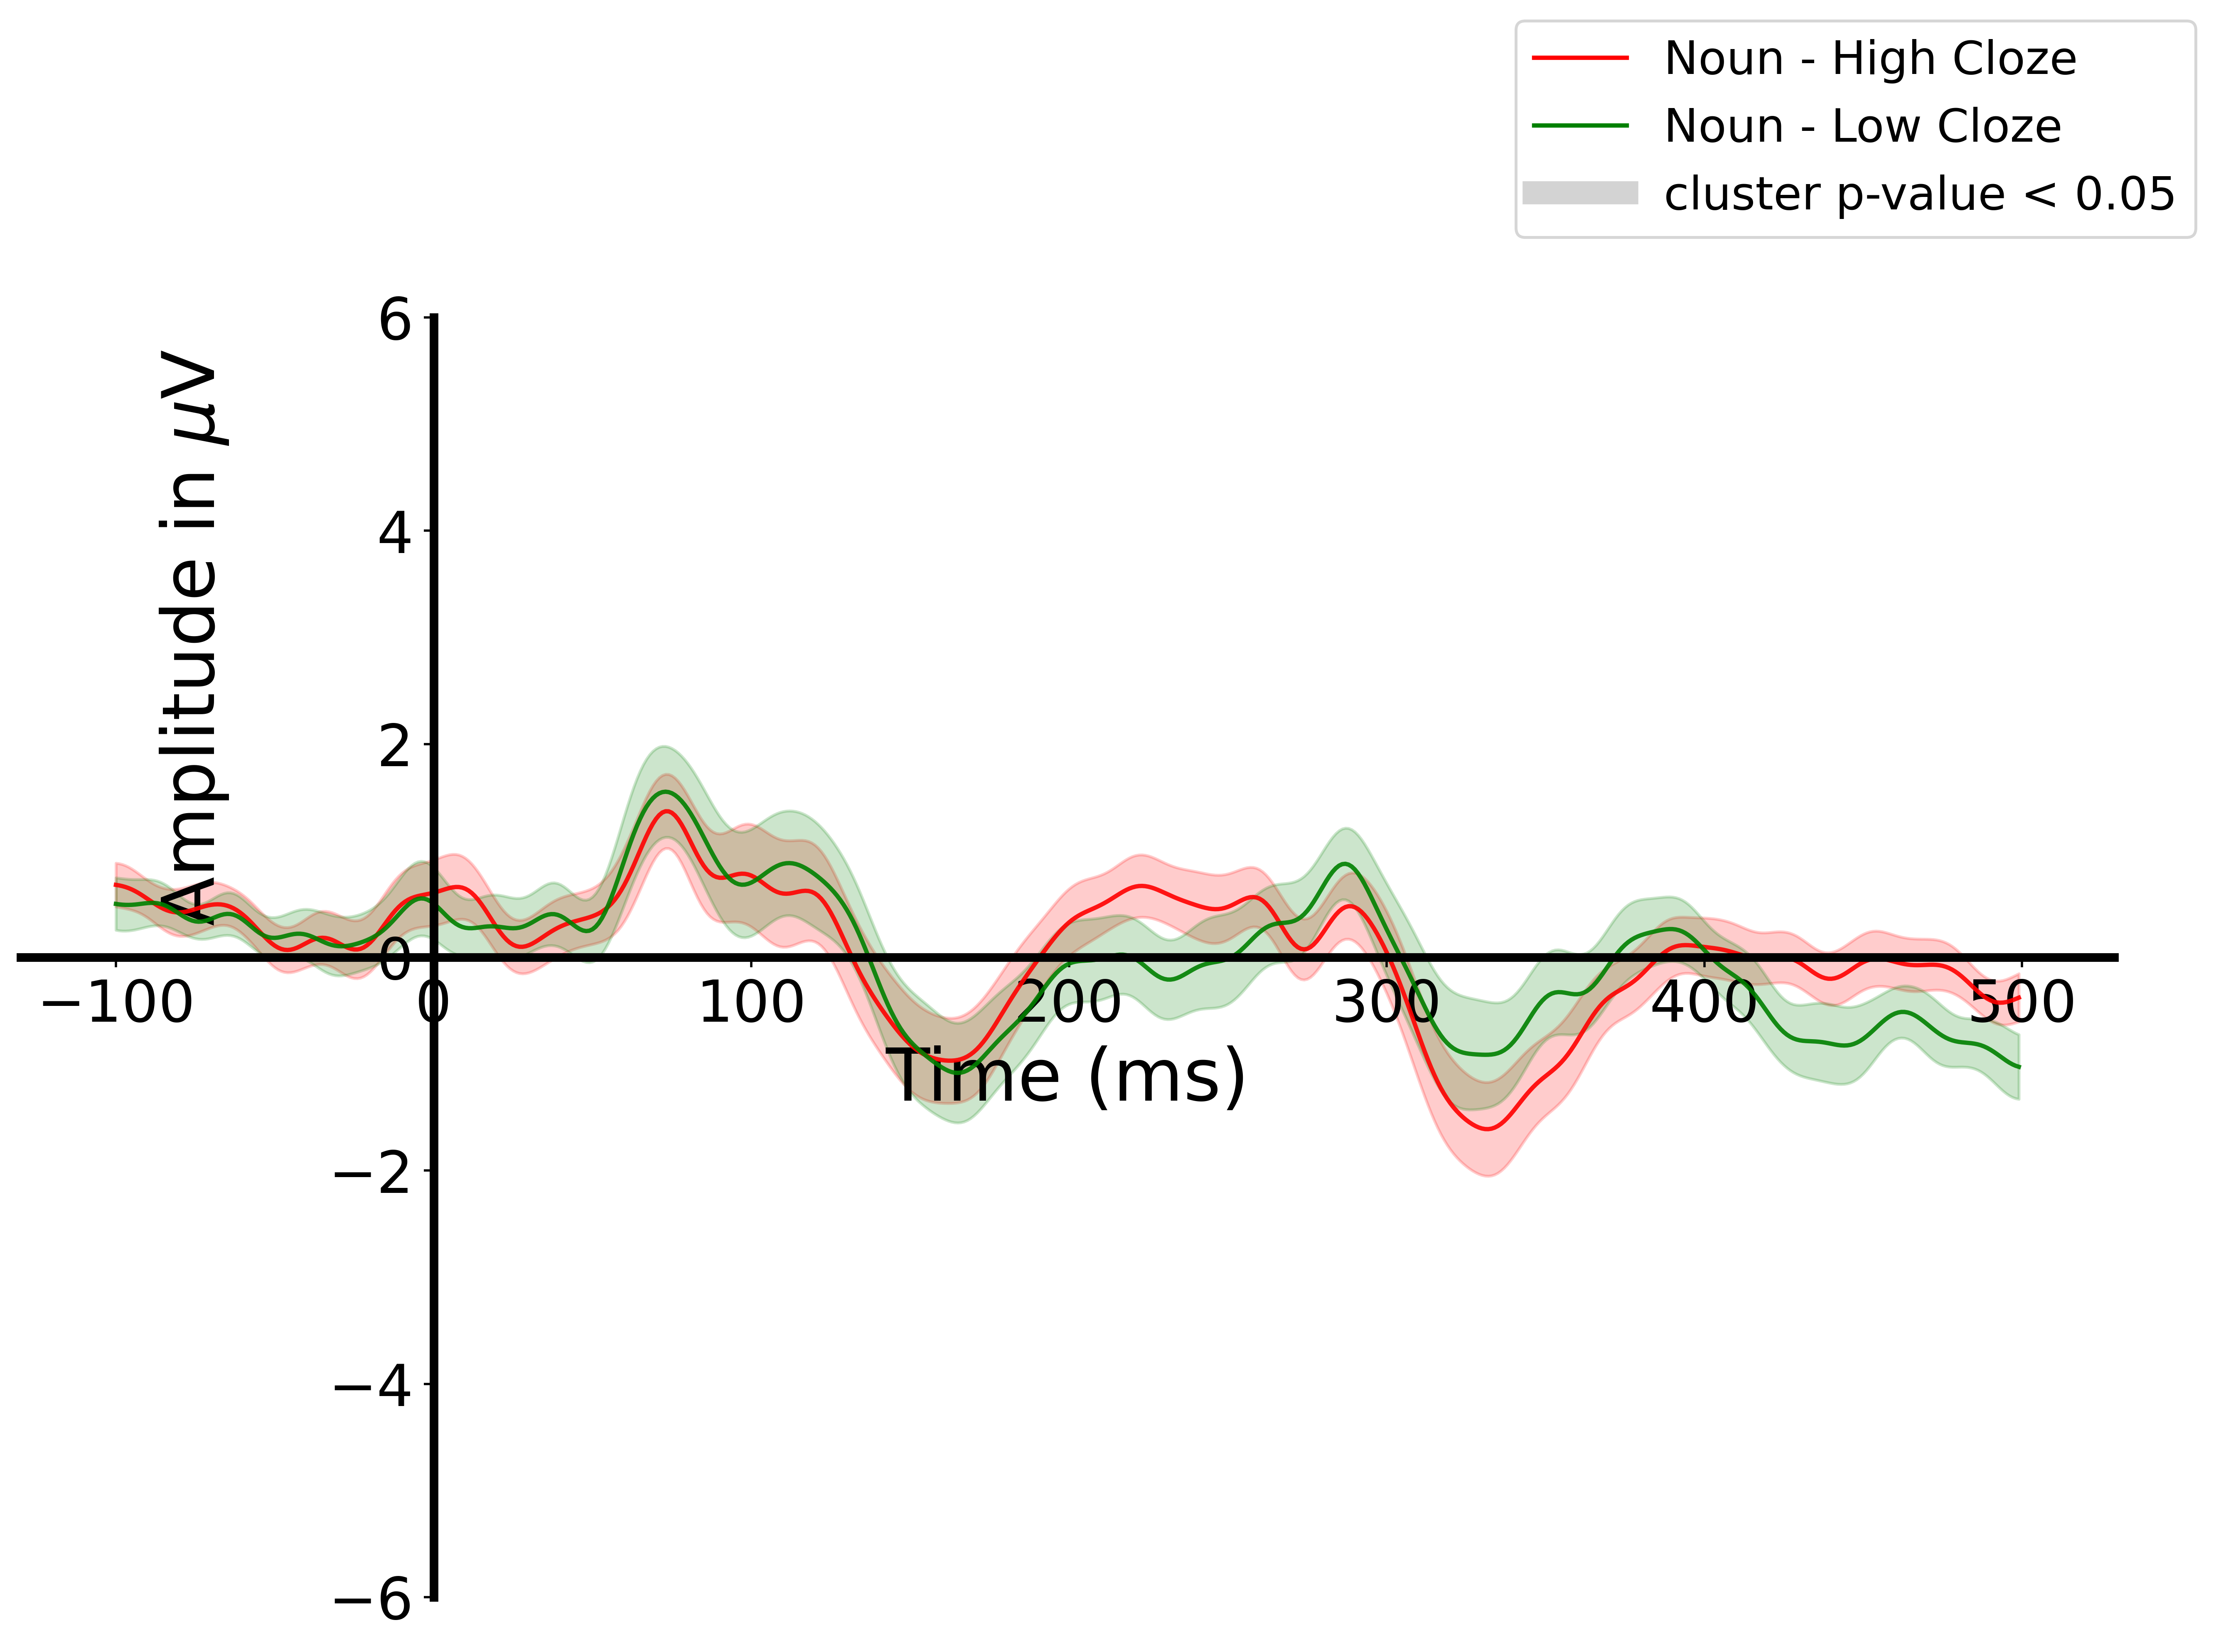 Noun - High Cloze
Noun - Low Cloze
cluster p-value < 0.05
Amplitude in μV
6
4
2
0
−2
−4
−6
−100 0 100 200 300 400 500
Time (ms)